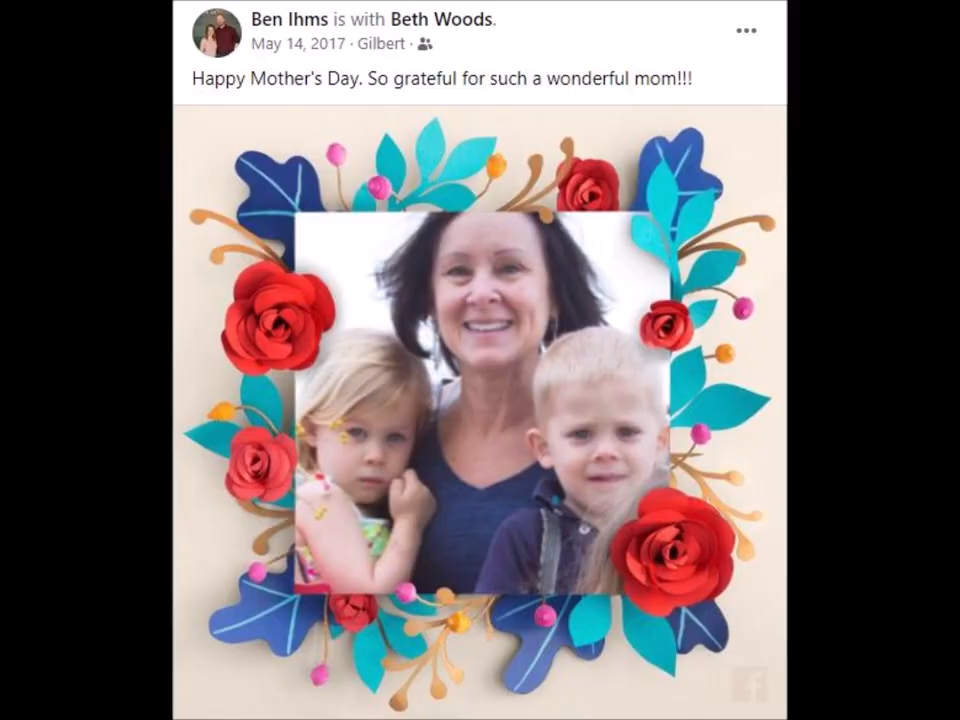 Ben Ihms is with Beth Woods.
May 14, 2017 · Gilbert ·
Happy Mother's Day. So grateful for such a wonderful mom!!!